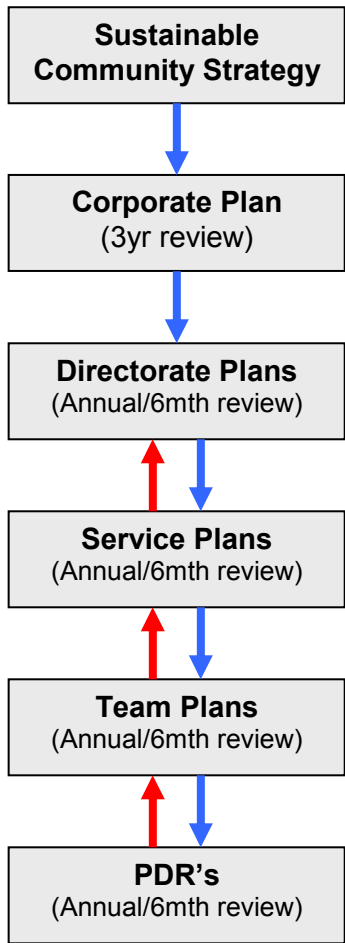 Sustainable
Community Strategy
Corporate Plan
(3yr review)
Directorate Plans
(Annual/6mth review)
Service Plans
(Annual/6mth review)
Team Plans
(Annual/6mth review)
PDR’s
(Annual/6mth review)